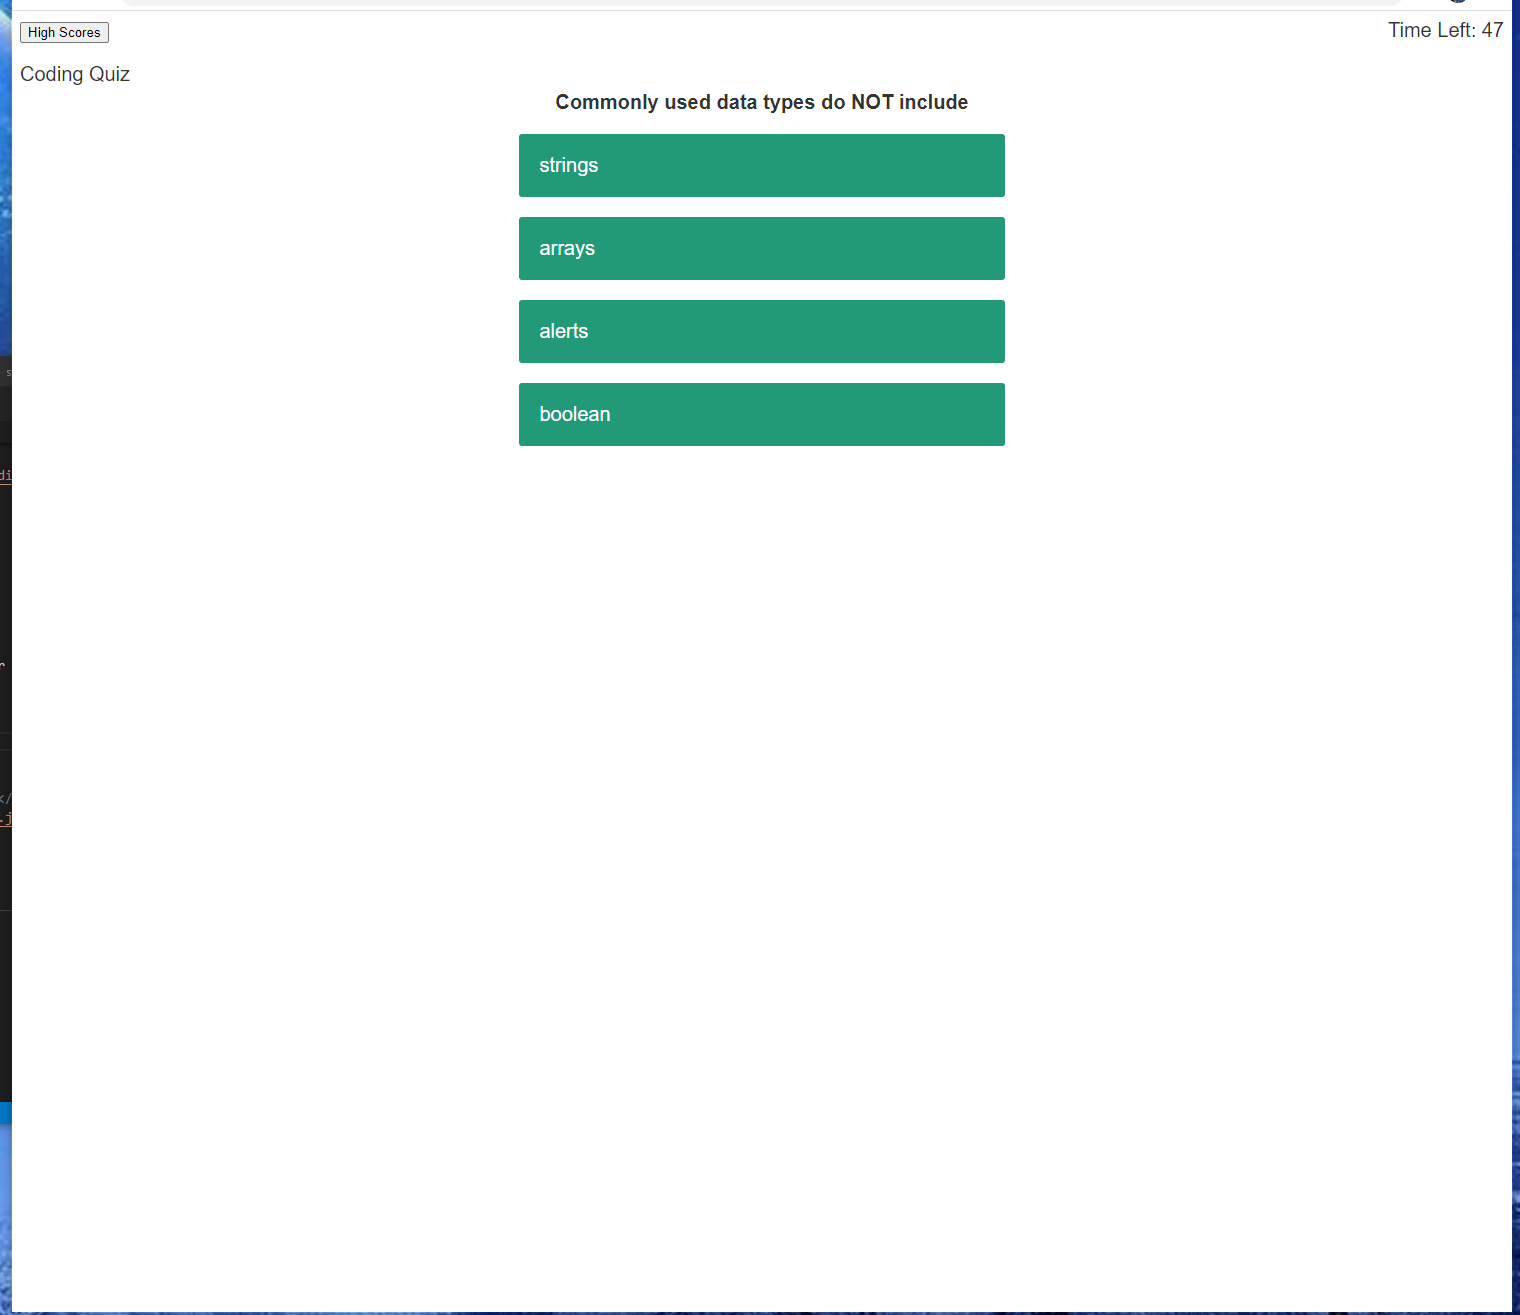 High Scores
Time Left: 47
Coding Quiz
Commonly used data types do NOT include
strings
arrays
alerts
boolean